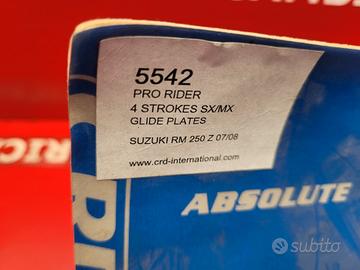 5542
PRO RIDER
4 STROKES SX/MX
GLIDE PLATES
SUZUKI RM 250 Z 07/08
www.crd-international.com
ABSOLUTE
subito